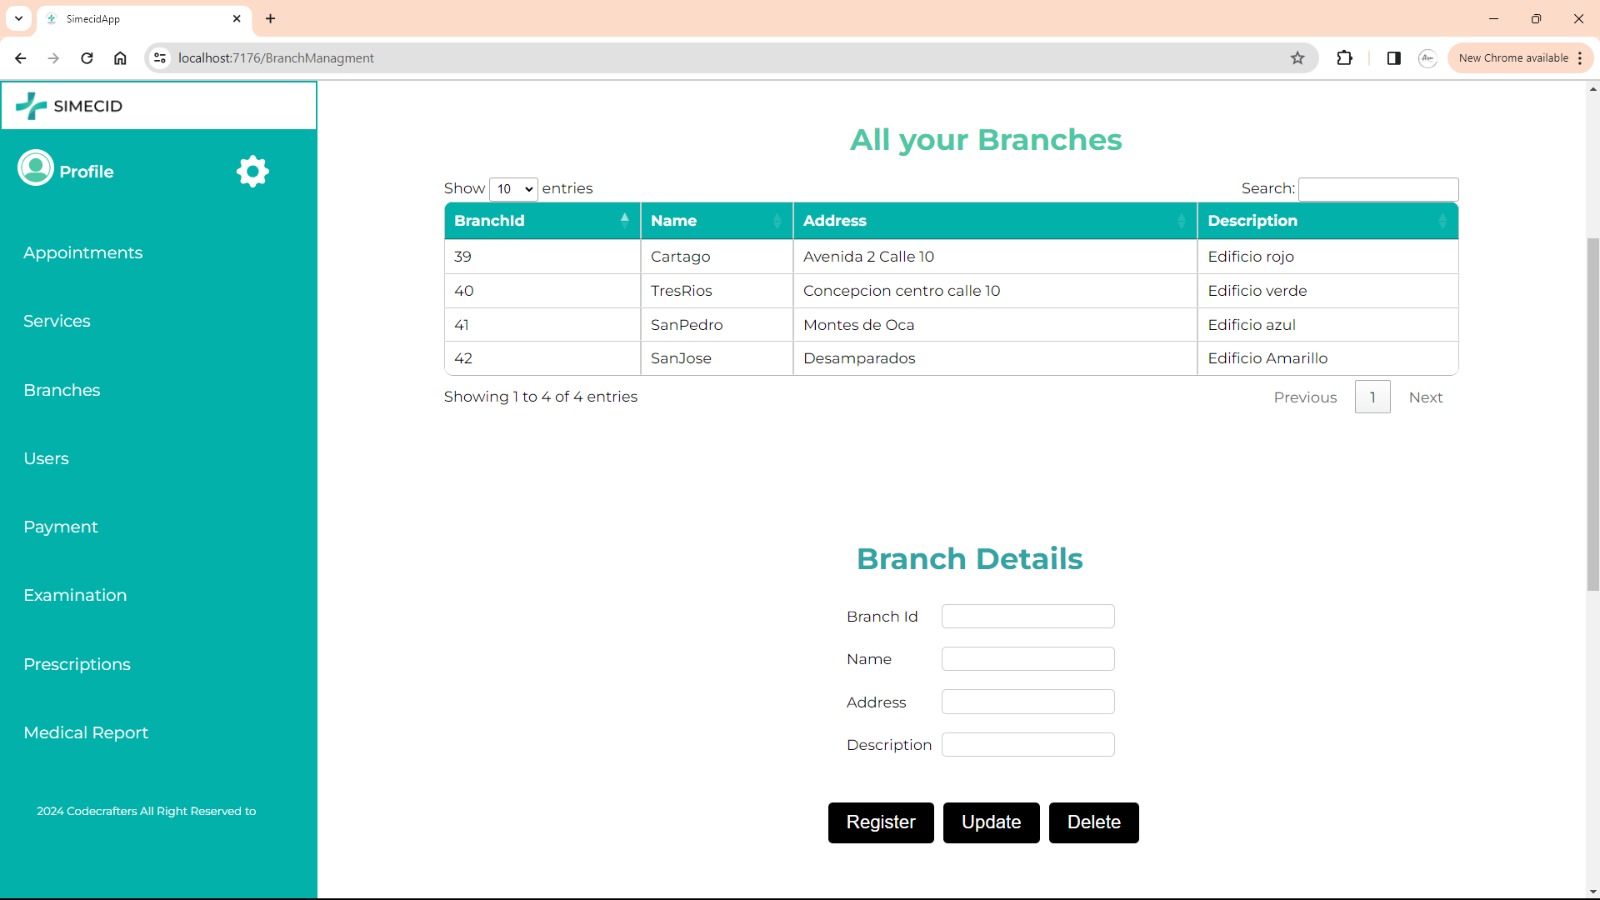 SimecidApp
localhost:7176/BranchManagment
New Chrome available
SIMECID
Profile
Appointments
Services
Branches
Users
Payment
Examination
Prescriptions
Medical Report
2024 Codecrafters All Right Reserved to
All your Branches
Show 10 entries
Search:
BranchId Name Address Description
39 Cartago Avenida 2 Calle 10 Edificio rojo
40 TresRios Concepcion centro calle 10 Edificio verde
41 SanPedro Montes de Oca Edificio azul
42 SanJose Desamparados Edificio Amarillo
Showing 1 to 4 of 4 entries
Previous 1 Next
Branch Details
Branch Id
Name
Address
Description
Register Update Delete